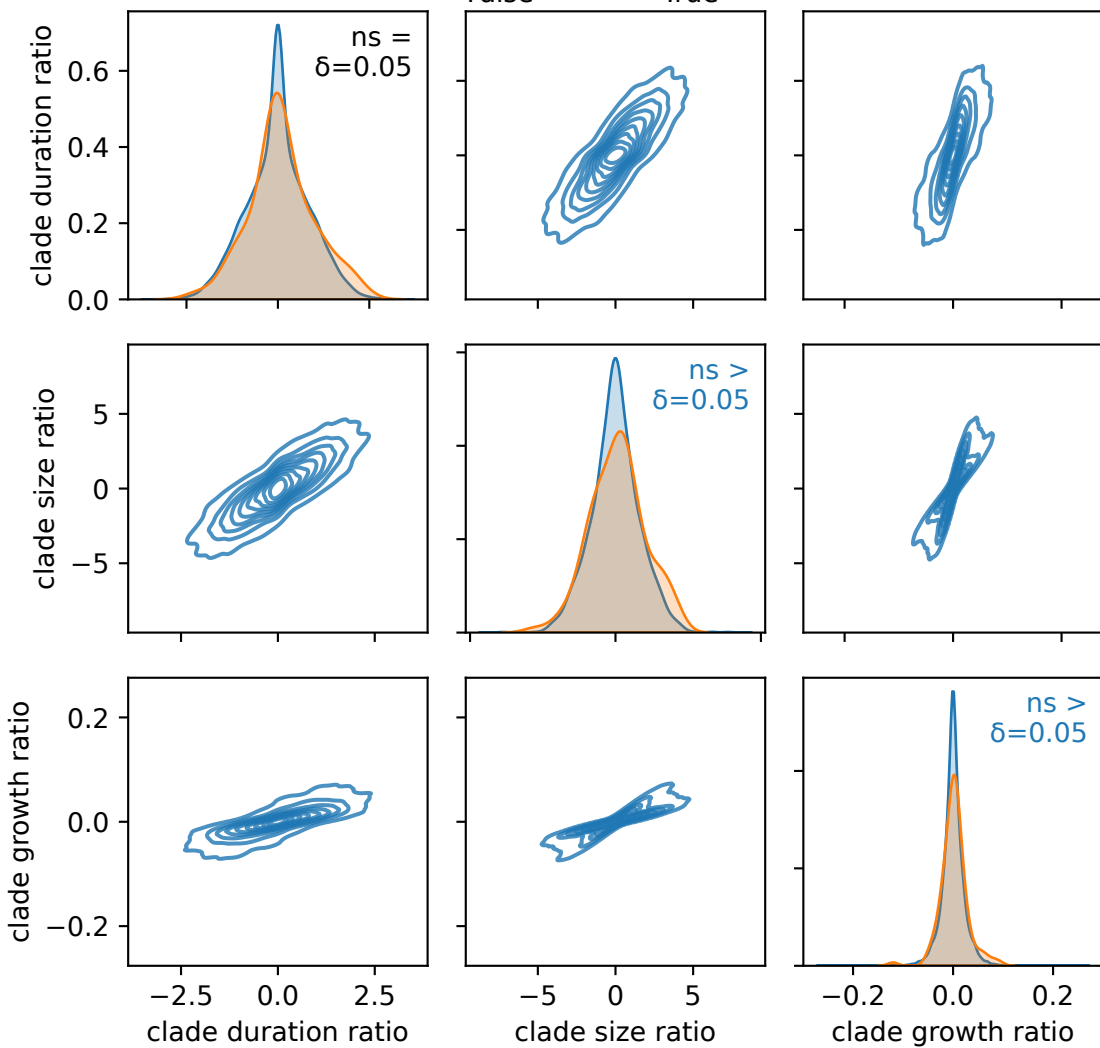 clade duration ratio
0.6
0.4
0.2
0.0
ns =
δ=0.05
clade size ratio
5
0
−5
ns >
δ=0.05
clade growth ratio
0.2
0.0
−0.2
ns >
δ=0.05
−2.5 0.0 2.5
−5 0 5
−0.2 0.0 0.2
clade duration ratio
clade size ratio
clade growth ratio